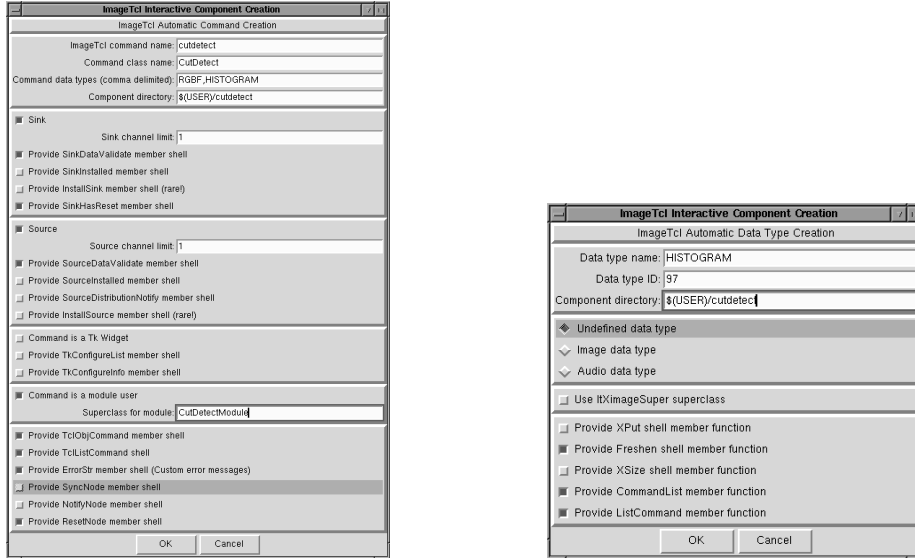 ImageTcl Interactive Component Creation
ImageTcl Automatic Command Creation
ImageTcl command name: cutdetect
Command class name: CutDetect
Command data types (comma delimited): RGBF,HISTOGRAM
Component directory: $(USER)/cutdetect
Sink
Sink channel limit: 1
Provide SinkDataValidate member shell
Provide SinkInstalled member shell
Provide InstallSink member shell (rare!)
Provide SinkHasReset member shell
Source
Source channel limit: 1
Provide SourceDataValidate member shell
Provide SourceInstalled member shell
Provide SourceDistributionNotify member shell
Provide InstallSource member shell (rare!)
Command is a Tk Widget
Provide TkConfigureList member shell
Provide TkConfigureInfo member shell
Command is a module user
Superclass for module: CutDetectModule
Provide TclObjCommand member shell
Provide TclListCommand shell
Provide ErrorStr member shell (Custom error messages)
Provide SyncNode member shell
Provide NotifyNode member shell
Provide ResetNode member shell
OK Cancel
ImageTcl Interactive Component Creation
ImageTcl Automatic Data Type Creation
Data type name: HISTOGRAM
Data type ID: 97
Component directory: $(USER)/cutdetect
Undefined data type
Image data type
Audio data type
Use ItXimageSuper superclass
Provide XPut shell member function
Provide Freshen shell member function
Provide XSize shell member function
Provide CommandList member function
Provide ListCommand member function
OK Cancel